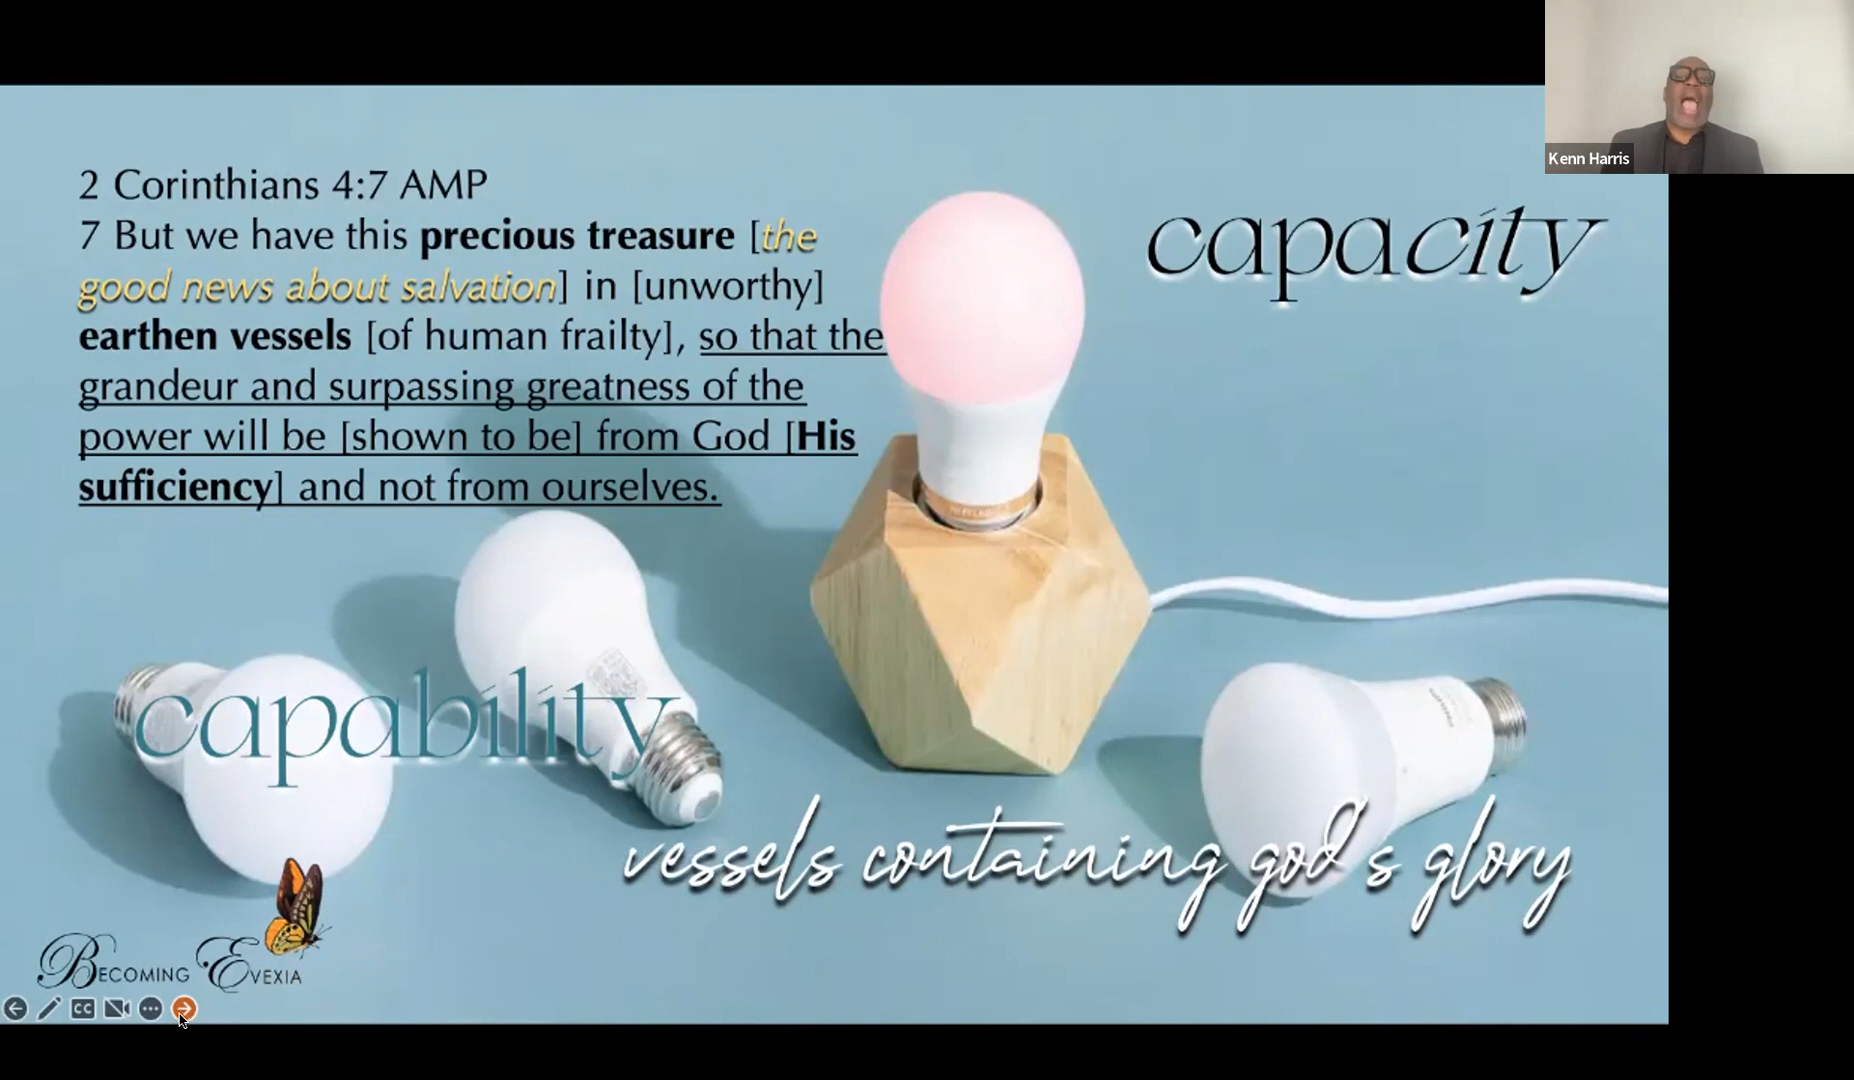 Kenn Harris
2 Corinthians 4:7 AMP
7 But we have this precious treasure [the
good news about salvation] in [unworthy]
earthen vessels [of human frailty], so that the
grandeur and surpassing greatness of the
power will be [shown to be] from God [His
sufficiency] and not from ourselves.
capacity
capability
vessels containing god's glory
Becoming Evexia
CC